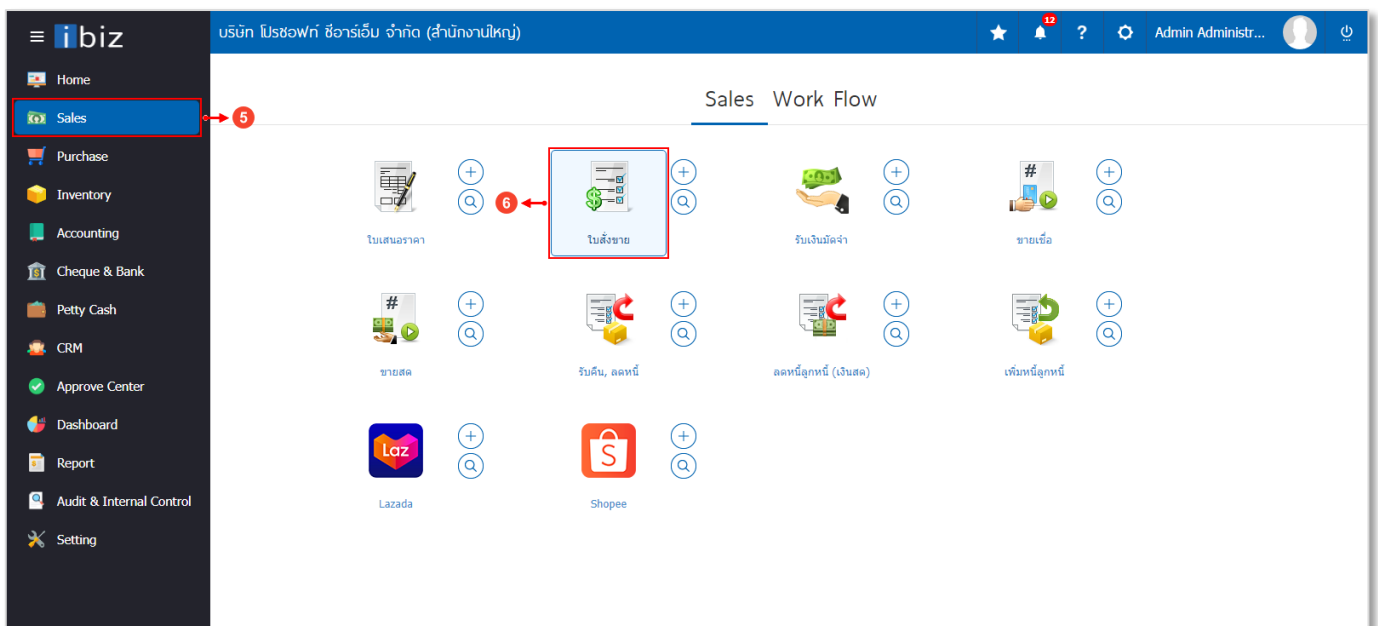 ≡ ibiz
บริษัท โปรซอฟท์ ซีอาร์เอ็ม จำกัด (สำนักงานใหญ่)
12
?
Admin Administr...
Home
Sales
Purchase
Inventory
Accounting
Cheque & Bank
Petty Cash
CRM
Approve Center
Dashboard
Report
Audit & Internal Control
Setting
5
Sales Work Flow
6
ใบเสนอราคา
ใบสั่งขาย
รับเงินมัดจำ
#
ขายเชื่อ
#
ขายสด
รับคืน, ลดหนี้
ลดหนี้ลูกหนี้ (เงินสด)
เพิ่มหนี้ลูกหนี้
Laz
Lazada
S
Shopee